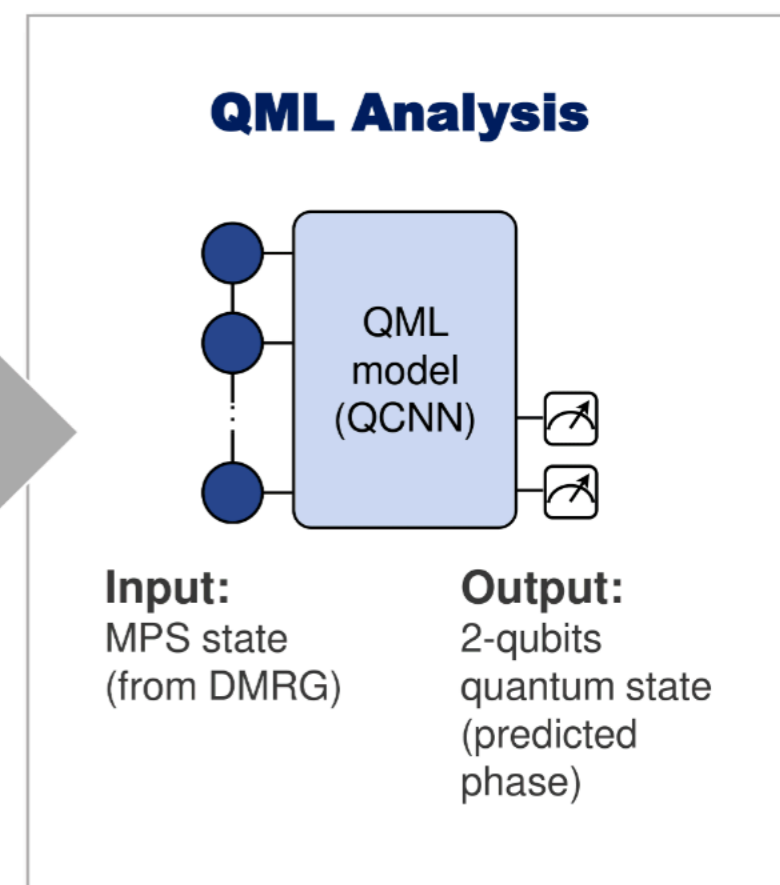 QML Analysis
QML
model
(QCNN)
Input:
MPS state
(from DMRG)
Output:
2-qubits
quantum state
(predicted
phase)